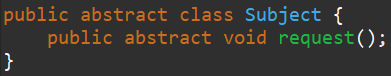 public abstract class Subject {
    public abstract void request();
}